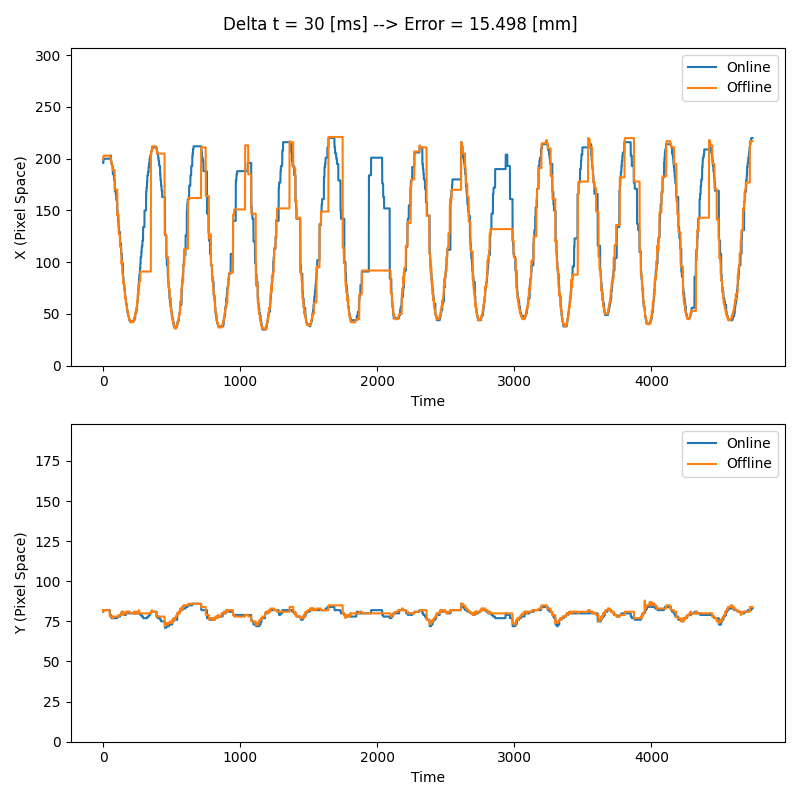 Delta t = 30 [ms] --> Error = 15.498 [mm]
300
250
200
150
100
50
0
X (Pixel Space)
Online
Offline
0
1000
2000
3000
4000
Time
175
150
125
100
75
50
25
0
Y (Pixel Space)
Online
Offline
0
1000
2000
3000
4000
Time